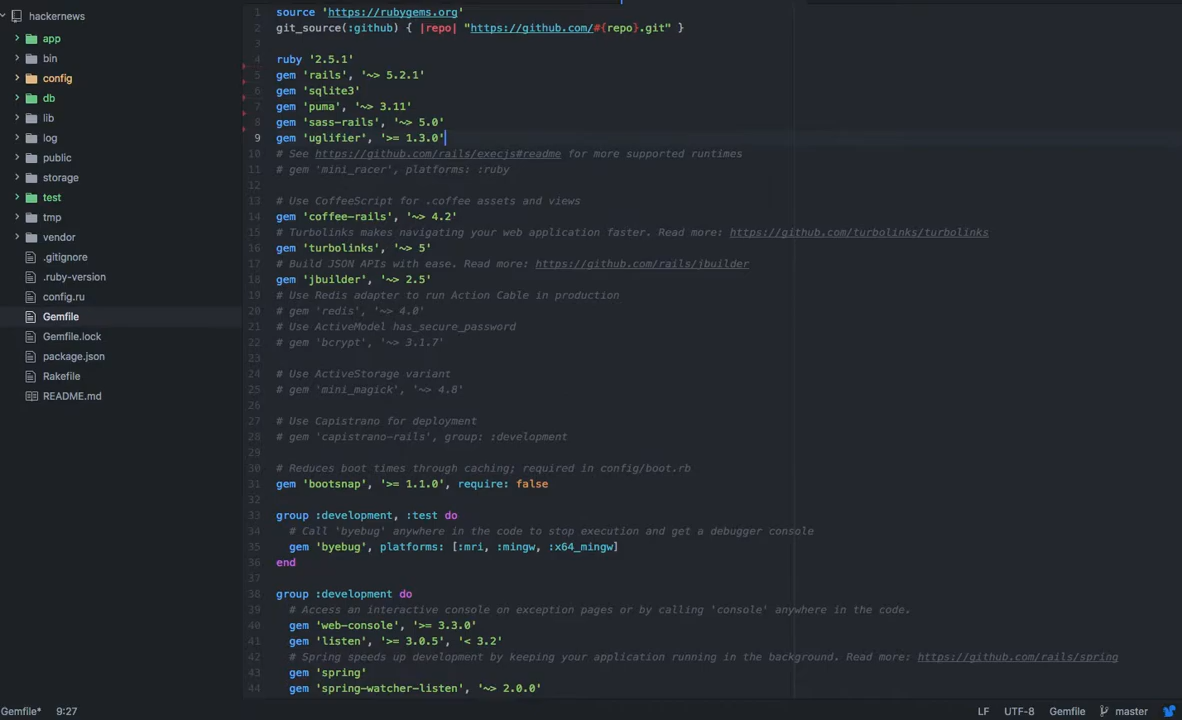 hackernews
app
bin
config
db
lib
log
public
storage
test
tmp
vendor
.gitignore
.ruby-version
config.ru
Gemfile
Gemfile.lock
package.json
Rakefile
README.md
1 source 'https://rubygems.org'
2 git_source(:github) { |repo| "https://github.com/#{repo}.git" }
3
4 ruby '2.5.1'
5 gem 'rails', '~> 5.2.1'
6 gem 'sqlite3'
7 gem 'puma', '~> 3.11'
8 gem 'sass-rails', '~> 5.0'
9 gem 'uglifier', '>= 1.3.0'
10 # See https://github.com/rails/execjs#readme for more supported runtimes
11 # gem 'mini_racer', platforms: :ruby
12
13 # Use CoffeeScript for .coffee assets and views
14 gem 'coffee-rails', '~> 4.2'
15 # Turbolinks makes navigating your web application faster. Read more: https://github.com/turbolinks/turbolinks
16 gem 'turbolinks', '~> 5'
17 # Build JSON APIs with ease. Read more: https://github.com/rails/jbuilder
18 gem 'jbuilder', '~> 2.5'
19 # Use Redis adapter to run Action Cable in production
20 # gem 'redis', '~> 4.0'
21 # Use ActiveModel has_secure_password
22 # gem 'bcrypt', '~> 3.1.7'
23
24 # Use ActiveStorage variant
25 # gem 'mini_magick', '~> 4.8'
26
27 # Use Capistrano for deployment
28 # gem 'capistrano-rails', group: :development
29
30 # Reduces boot times through caching; required in config/boot.rb
31 gem 'bootsnap', '>= 1.1.0', require: false
32
33 group :development, :test do
34 # Call 'byebug' anywhere in the code to stop execution and get a debugger console
35 gem 'byebug', platforms: [:mri, :mingw, :x64_mingw]
36 end
37
38 group :development do
39 # Access an interactive console on exception pages or by calling 'console' anywhere in the code.
40 gem 'web-console', '>= 3.3.0'
41 gem 'listen', '>= 3.0.5', '< 3.2'
42 # Spring speeds up development by keeping your application running in the background. Read more: https://github.com/rails/spring
43 gem 'spring'
44 gem 'spring-watcher-listen', '~> 2.0.0'
Gemfile* 9:27 LF UTF-8 Gemfile master